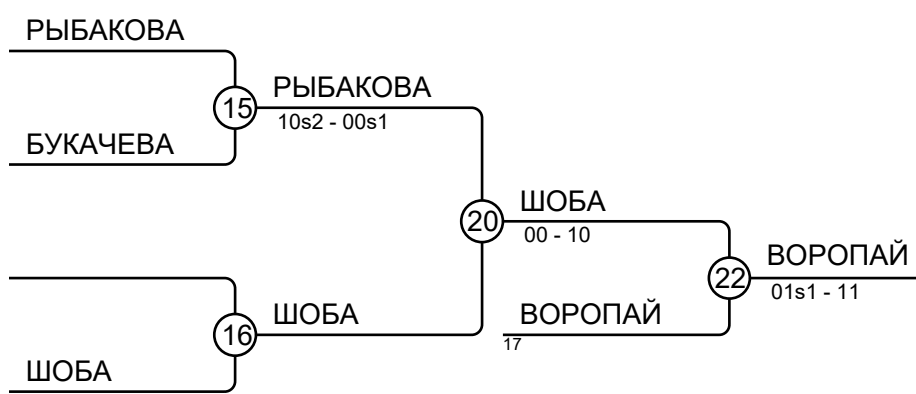 РЫБАКОВА
15
РЫБАКОВА
10s2 - 00s1
БУКАЧЕВА
20
ШОБА
00 - 10
22
ВОРОПАЙ
01s1 - 11
16
ШОБА
ВОРОПАЙ
17
ШОБА